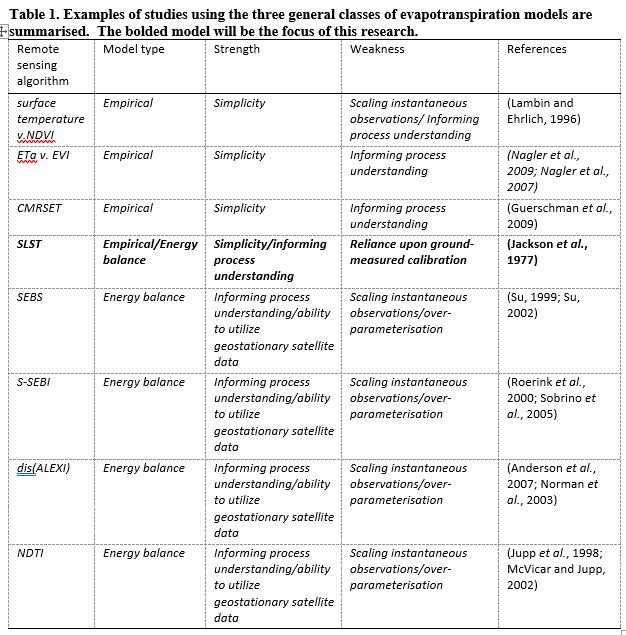 Table 1. Examples of studies using the three general classes of evapotranspiration models are
summarised.  The bolded model will be the focus of this research.
Remote sensing algorithm | Model type | Strength | Weakness | References
surface temperature v.NDVI | Empirical | Simplicity | Scaling instantaneous observations/ Informing process understanding | (Lambin and Ehrlich, 1996)
ETa v. EVI | Empirical | Simplicity | Informing process understanding | (Nagler et al., 2009; Nagler et al., 2007)
CMRSET | Empirical | Simplicity | Informing process understanding | (Guerschman et al., 2009)
SLST | Empirical/Energy balance | Simplicity/informing process understanding | Reliance upon ground-measured calibration | (Jackson et al., 1977)
SEBS | Energy balance | Informing process understanding/ability to utilize geostationary satellite data | Scaling instantaneous observations/over-parameterisation | (Su, 1999; Su, 2002)
S-SEBI | Energy balance | Informing process understanding/ability to utilize geostationary satellite data | Scaling instantaneous observations/over-parameterisation | (Roerink et al., 2000; Sobrino et al., 2005)
dis(ALEXI) | Energy balance | Informing process understanding/ability to utilize geostationary satellite data | Scaling instantaneous observations/over-parameterisation | (Anderson et al., 2007; Norman et al., 2003)
NDTI | Energy balance | Informing process understanding/ability to utilize geostationary satellite data | Scaling instantaneous observations/over-parameterisation | (Jupp et al., 1998; McVicar and Jupp, 2002)